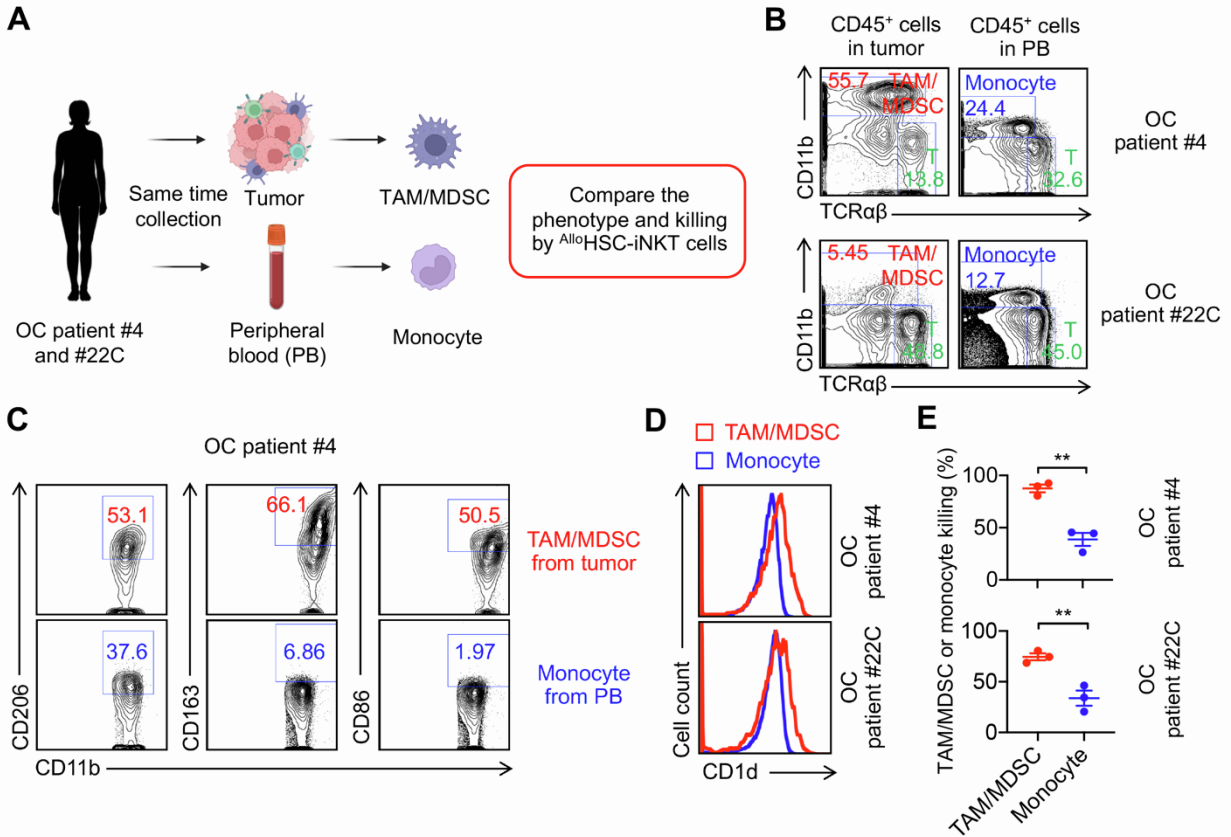 A
Same time
collection
Tumor
TAM/MDSC
OC patient #4
and #22C
Peripheral
blood (PB)
Monocyte
Compare the
phenotype and killing
by AlloHSC-iNKT cells
B
CD45+ cells
in tumor
CD45+ cells
in PB
55.7 TAM/
MDSC
T
13.8
CD11b
TCRαβ
Monocyte
24.4
T
32.6
OC
patient #4
5.45 TAM/
MDSC
T
48.8
CD11b
TCRαβ
Monocyte
12.7
T
45.0
OC
patient #22C
C
OC patient #4
53.1
66.1
50.5
TAM/MDSC
from tumor
37.6
6.86
1.97
Monocyte
from PB
CD206
CD163
CD86
CD11b
D
TAM/MDSC
Monocyte
OC
patient #4
OC
patient #22C
Cell count
CD1d
E
TAM/MDSC or monocyte killing (%)
100
50
0
**
OC
patient #4
100
50
0
**
OC
patient #22C
TAM/MDSC
Monocyte